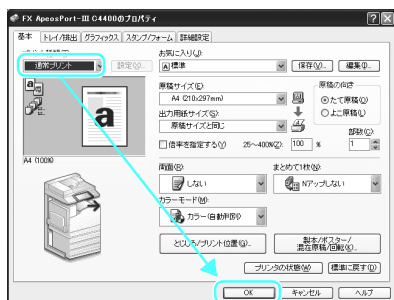 FX ApeosPort-III C4400のプロパティ
基本 トレイ/排出 グラフィックス スタンプ/フォーム 詳細設定
通常プリント 設定(Z)...
お気に入り(J):
標準 保存(V)... 編集(I)...
原稿サイズ(E):
A4 (210×297mm)
出力用紙サイズ(S):
原稿サイズと同じ
倍率を指定する(Y) 25~400%(Z): 100 %
原稿の向き
たて原稿(O)
よこ原稿(L)
部数(C):
1
A4 (100%)
両面(R):
しない
まとめて1枚(N):
Nアップしない
カラーモード(M):
カラー(自動判別)
とじしろ/プリント位置(G)...
製本/ポスター/
混在原稿/回転(K)...
プリンタの状態(W) 標準に戻す(D)
OK キャンセル ヘルプ